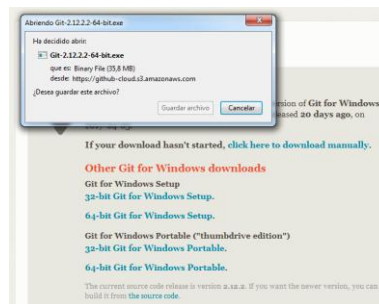 Abriendo Git-2.12.2.2-64-bit.exe
Ha decidido abrir:
Git-2.12.2.2-64-bit.exe
que es: Binary File (35,8 MB)
desde: https://github-cloud.s3.amazonaws.com
¿Desea guardar este archivo?
Guardar archivo Cancelar
ersion of Git for Windows
eased 20 days ago, on
If your download hasn't started, click here to download manually.
Other Git for Windows downloads
Git for Windows Setup
32-bit Git for Windows Setup.
64-bit Git for Windows Setup.
Git for Windows Portable ("thumbdrive edition")
32-bit Git for Windows Portable.
64-bit Git for Windows Portable.
The current source code release is version 2.12.2. If you want the newer version, you can
build it from the source code.